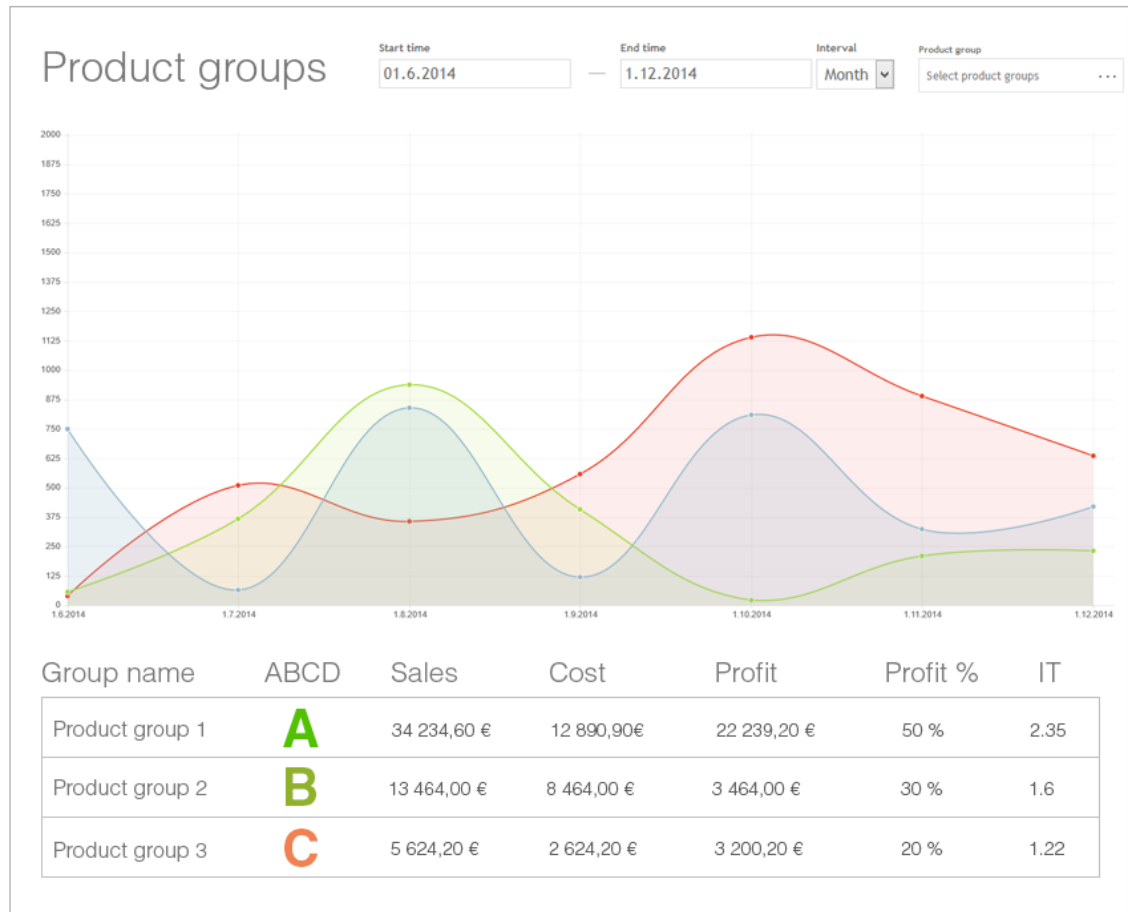 Product groups
Start time
01.6.2014
—
End time
1.12.2014
Interval
Month
Product group
Select product groups ...
2000
1875
1750
1625
1500
1375
1250
1125
1000
875
750
625
500
375
250
125
0
1.6.2014 1.7.2014 1.8.2014 1.9.2014 1.10.2014 1.11.2014 1.12.2014
Group name ABCD Sales Cost Profit Profit % IT
Product group 1 A 34 234,60 € 12 890,90€ 22 239,20 € 50 % 2.35
Product group 2 B 13 464,00 € 8 464,00 € 3 464,00 € 30 % 1.6
Product group 3 C 5 624,20 € 2 624,20 € 3 200,20 € 20 % 1.22